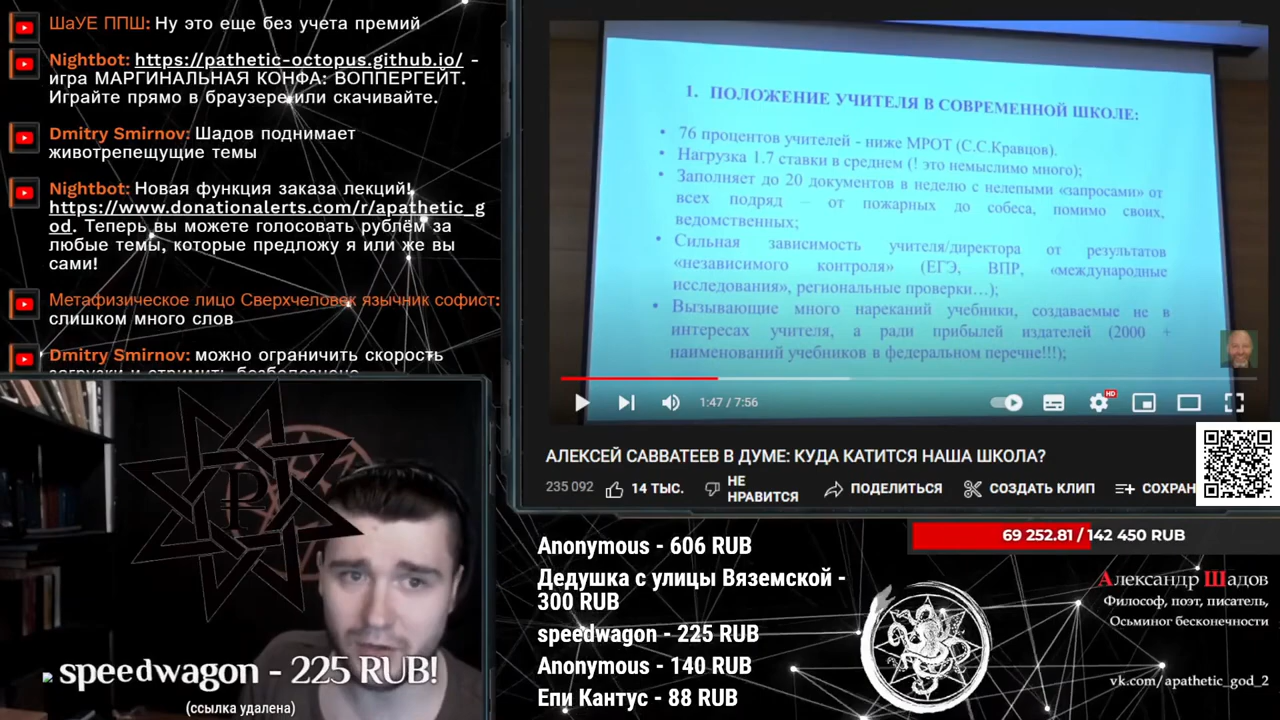 ШаУЕ ППШ: Ну это еще без учета премий
Nightbot: https://pathetic-octopus.github.io/ -
игра МАРГИНАЛЬНАЯ КОНФА: ВОППЕРГЕЙТ.
Играйте прямо в браузере или скачивайте.
Dmitry Smirnov: Шадов поднимает
животрепещущие темы
Nightbot: Новая функция заказа лекций!
https://www.donationalerts.com/r/apathetic_g
od. Теперь вы можете голосовать рублём за
любые темы, которые предложу я или же вы
сами!
Метафизическое лицо Сверхчеловек язычник софист:
слишком много слов
Dmitry Smirnov: можно ограничить скорость
загрузки и стримить безбопезненно
speedwagon - 225 RUB!
(ссылка удалена)
1. ПОЛОЖЕНИЕ УЧИТЕЛЯ В СОВРЕМЕННОЙ ШКОЛЕ:
• 76 процентов учителей - ниже МРОТ (С.С.Кравцов).
• Нагрузка 1.7 ставки в среднем (! это немыслимо много);
• Заполняет до 20 документов в неделю с нелепыми «запросами» от
всех подряд – от пожарных до собеса, помимо своих,
ведомственных;
• Сильная зависимость учителя/директора от результатов
«независимого контроля» (ЕГЭ, ВПР, «международные
исследования», региональные проверки…);
• Вызывающие много нареканий учебники, создаваемые не в
интересах учителя, а ради прибылей издателей (2000 +
наименований учебников в федеральном перечне!!!);
1:47 / 7:56
HD
АЛЕКСЕЙ САВВАТЕЕВ В ДУМЕ: КУДА КАТИТСЯ НАША ШКОЛА?
235 092
14 ТЫС.
НЕ
НРАВИТСЯ
ПОДЕЛИТЬСЯ
СОЗДАТЬ КЛИП
СОХРАН
69 252.81 / 142 450 RUB
Anonymous - 606 RUB
Дедушка с улицы Вяземской -
300 RUB
speedwagon - 225 RUB
Anonymous - 140 RUB
Епи Кантус - 88 RUB
Александр Шадов
Философ, поэт, писатель,
Осьминог бесконечности
vk.com/apathetic_god_2